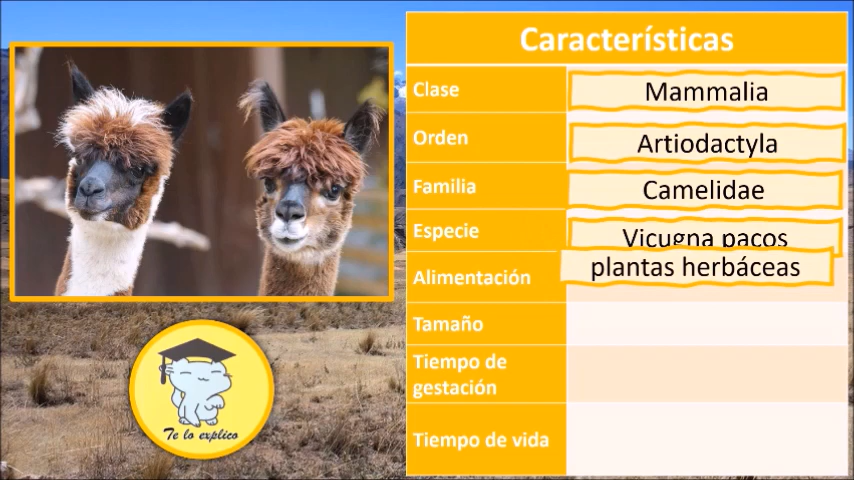 Características
Clase
Mammalia
Orden
Artiodactyla
Familia
Camelidae
Especie
Vicugna pacos
Alimentación
plantas herbáceas
Tamaño
Tiempo de
gestación
Tiempo de vida
Te lo explico